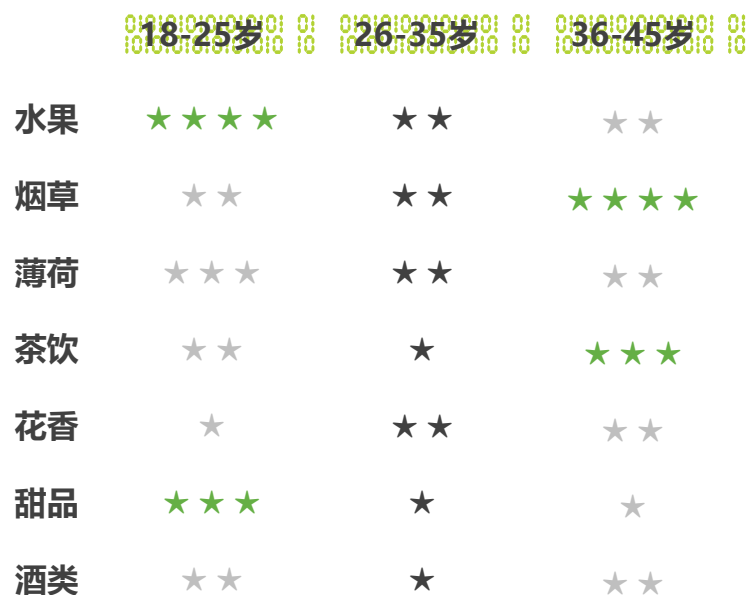 18-25岁 26-35岁 36-45岁
水果 ★★★★ ★★ ★★
烟草 ★★ ★★ ★★★★
薄荷 ★★★ ★★ ★★
茶饮 ★★ ★ ★★★
花香 ★ ★★ ★★
甜品 ★★★ ★ ★
酒类 ★★ ★ ★★